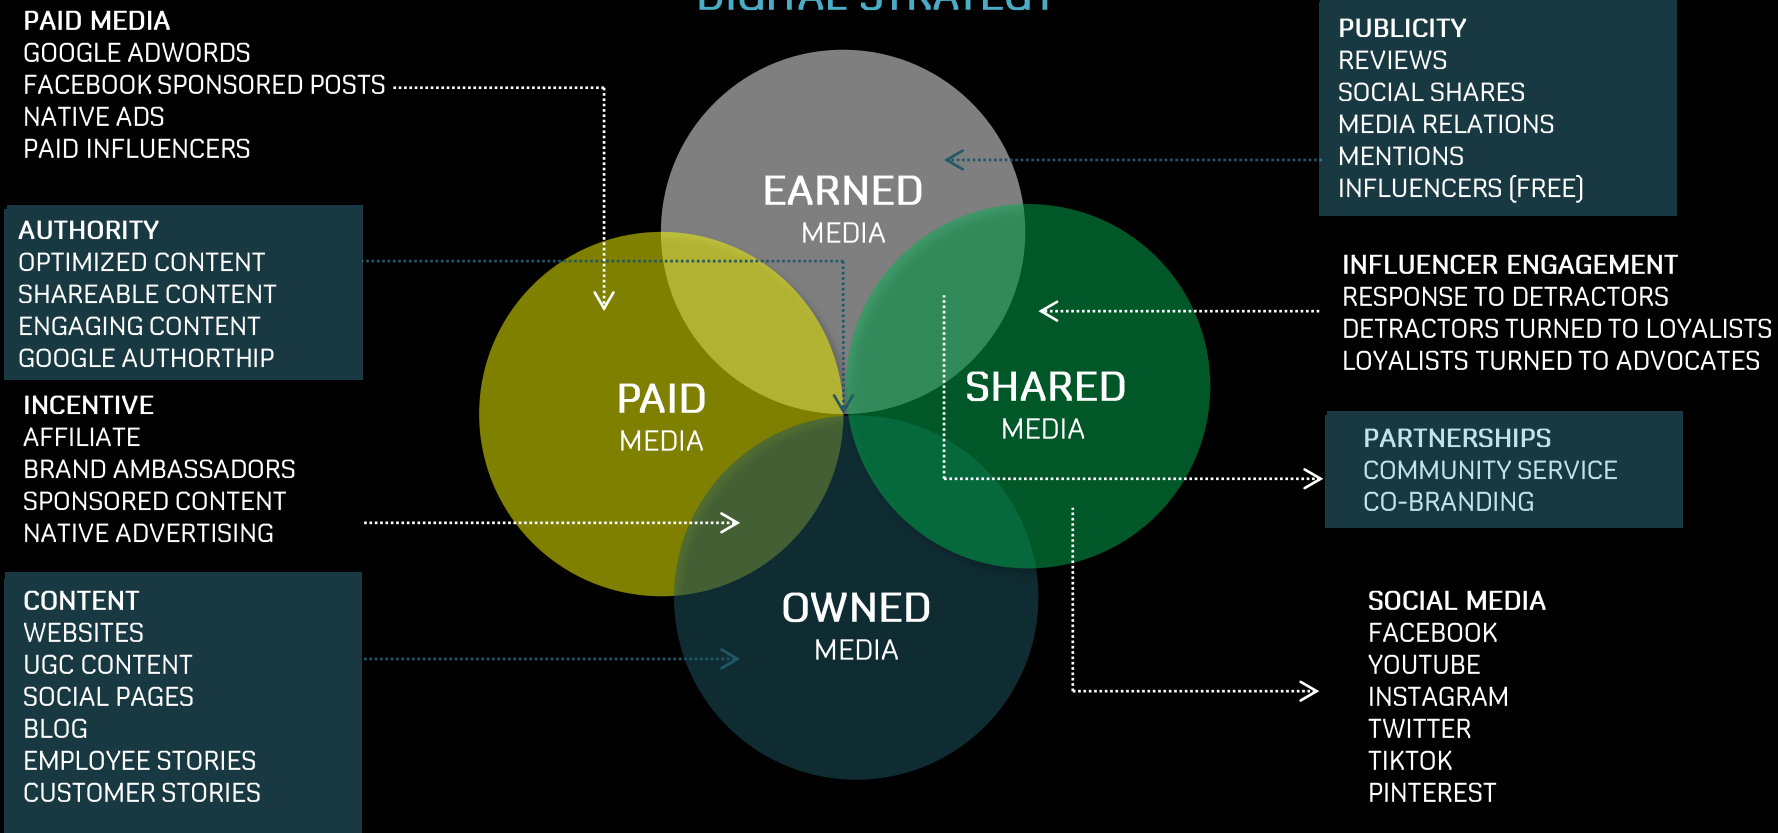 DIGITAL STRATEGY
PAID MEDIA
GOOGLE ADWORDS
FACEBOOK SPONSORED POSTS
NATIVE ADS
PAID INFLUENCERS
AUTHORITY
OPTIMIZED CONTENT
SHAREABLE CONTENT
ENGAGING CONTENT
GOOGLE AUTHORTHIP
INCENTIVE
AFFILIATE
BRAND AMBASSADORS
SPONSORED CONTENT
NATIVE ADVERTISING
CONTENT
WEBSITES
UGC CONTENT
SOCIAL PAGES
BLOG
EMPLOYEE STORIES
CUSTOMER STORIES
EARNED
MEDIA
PAID
MEDIA
SHARED
MEDIA
OWNED
MEDIA
PUBLICITY
REVIEWS
SOCIAL SHARES
MEDIA RELATIONS
MENTIONS
INFLUENCERS (FREE)
INFLUENCER ENGAGEMENT
RESPONSE TO DETRACTORS
DETRACTORS TURNED TO LOYALISTS
LOYALISTS TURNED TO ADVOCATES
PARTNERSHIPS
COMMUNITY SERVICE
CO-BRANDING
SOCIAL MEDIA
FACEBOOK
YOUTUBE
INSTAGRAM
TWITTER
TIKTOK
PINTEREST